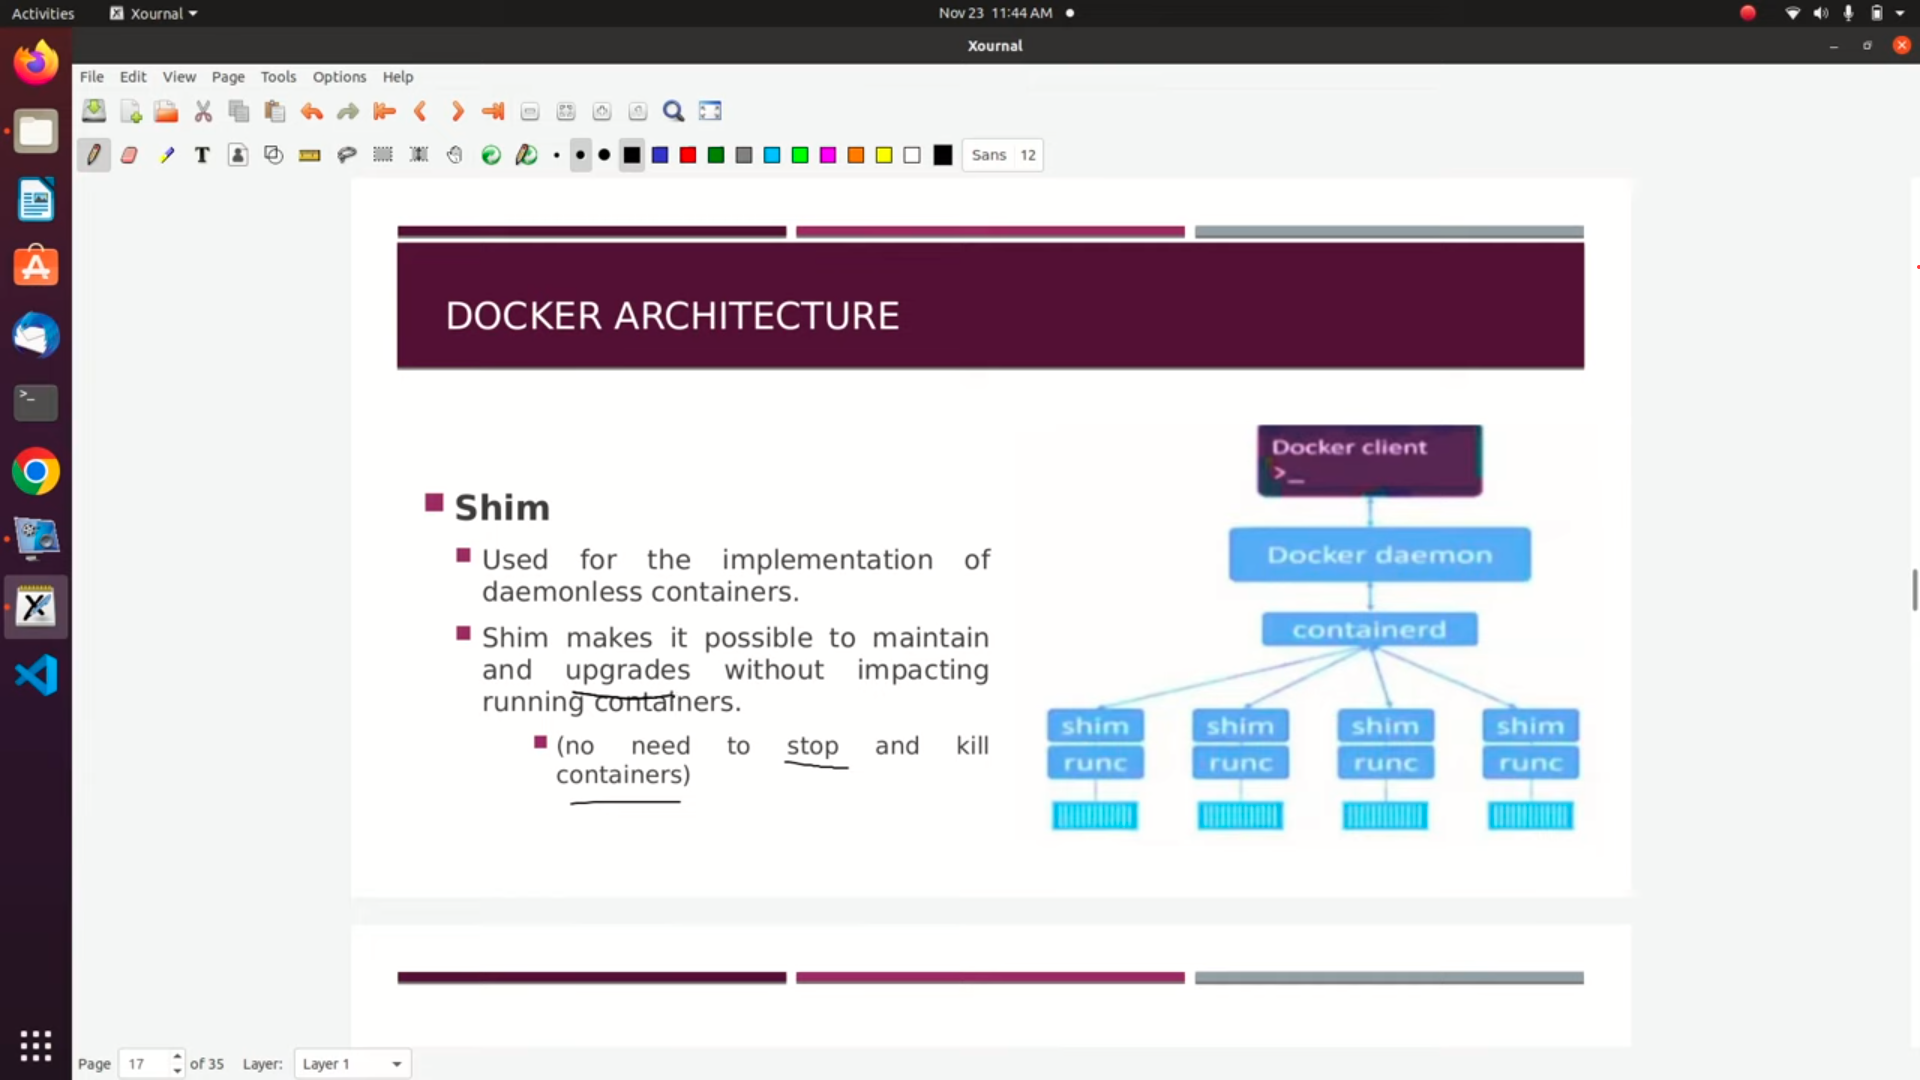 Activities
Xournal
Nov 23 11:44 AM
Xournal
File Edit View Page Tools Options Help
Sans 12
DOCKER ARCHITECTURE
Shim
Used for the implementation of
daemonless containers.
Shim makes it possible to maintain
and upgrades without impacting
running containers.
(no need to stop and kill
containers)
Docker client
>_
Docker daemon
containerd
shim shim shim shim
runc runc runc runc
Page 17 of 35 Layer: Layer 1